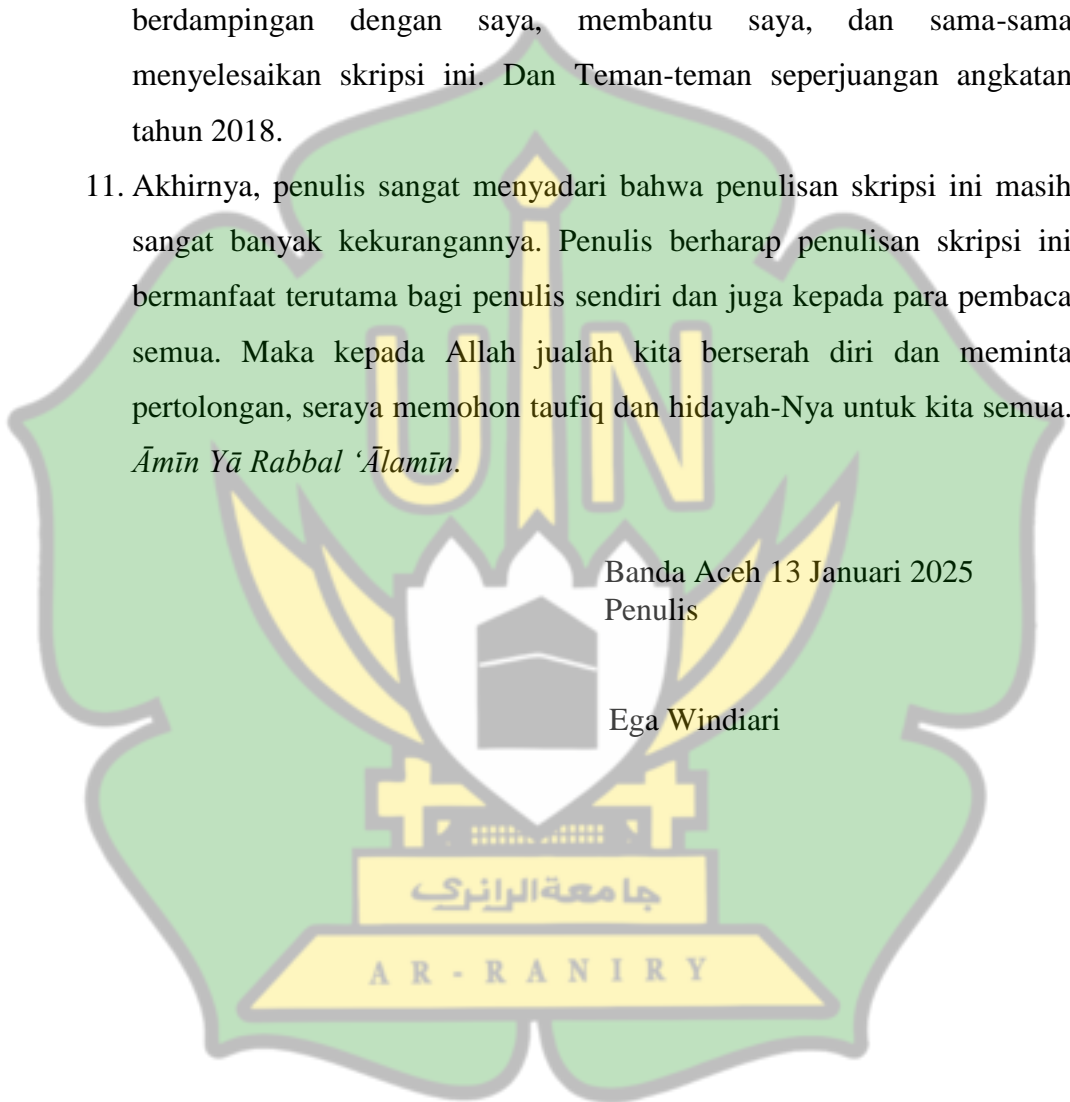 berdampingan dengan saya, membantu saya, dan sama-sama
menyelesaikan skripsi ini. Dan Teman-teman seperjuangan angkatan
tahun 2018.
11. Akhirnya, penulis sangat menyadari bahwa penulisan skripsi ini masih
sangat banyak kekurangannya. Penulis berharap penulisan skripsi ini
bermanfaat terutama bagi penulis sendiri dan juga kepada para pembaca
semua. Maka kepada Allah jualah kita berserah diri dan meminta
pertolongan, seraya memohon taufiq dan hidayah-Nya untuk kita semua.
Āmīn Yā Rabbal ‘Ālamīn.
UIN
Banda Aceh 13 Januari 2025
Penulis
Ega Windiari
جامعةالرانرى
AR-RANIRY